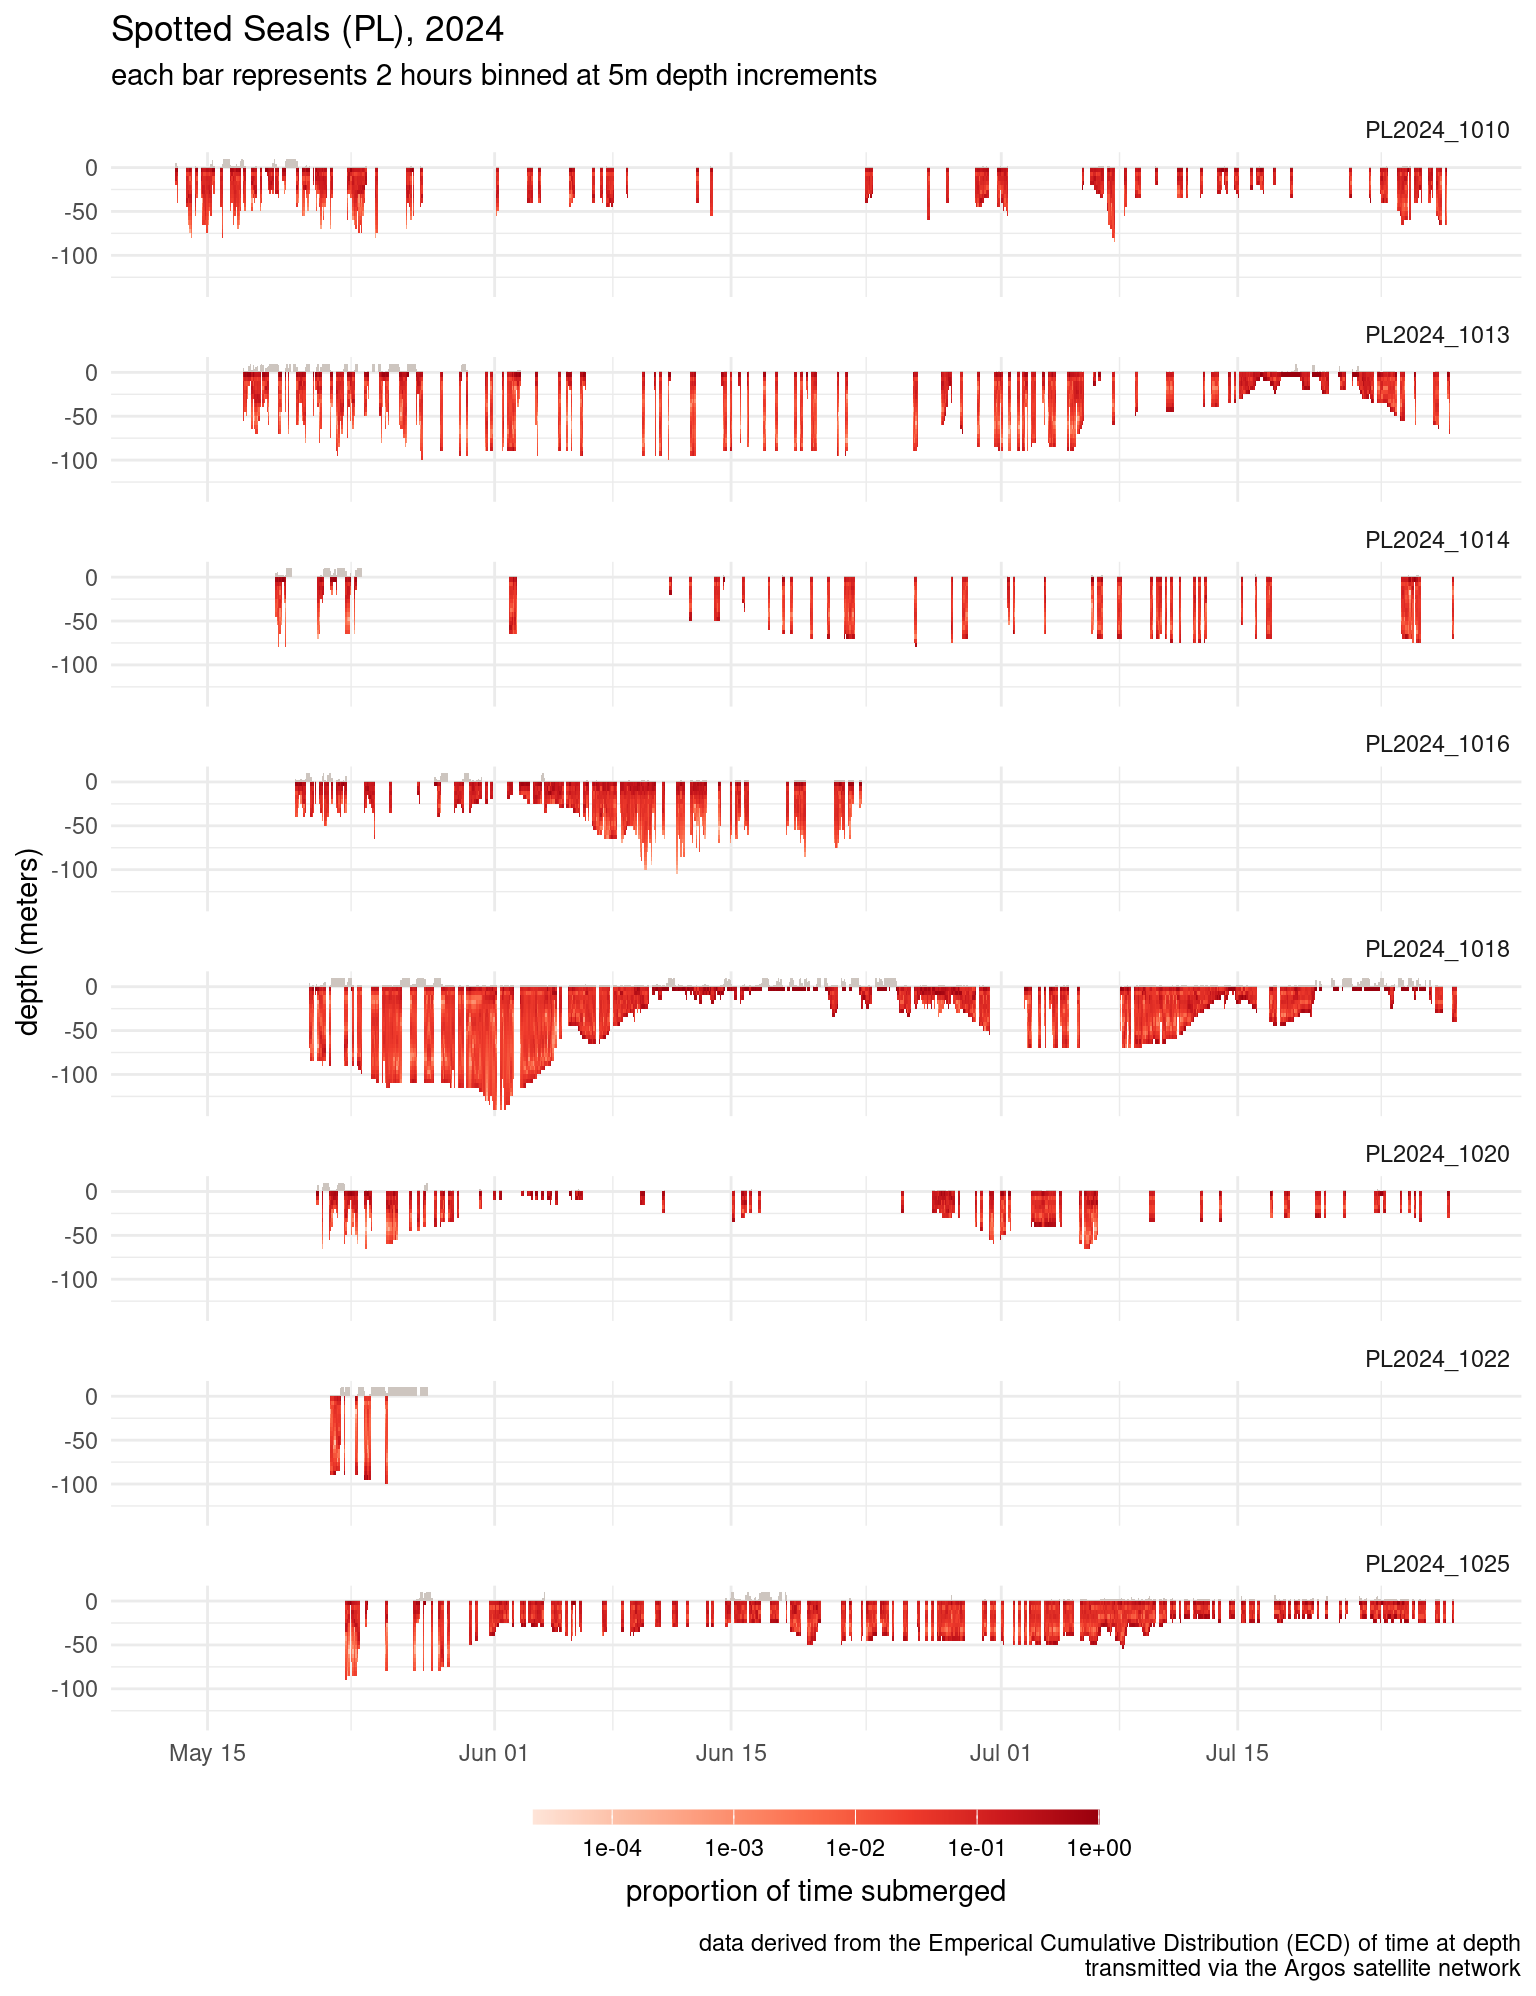 Spotted Seals (PL), 2024
each bar represents 2 hours binned at 5m depth increments
PL2024_1010
0
-50
-100
PL2024_1013
0
-50
-100
PL2024_1014
0
-50
-100
PL2024_1016
0
-50
-100
depth (meters)
PL2024_1018
0
-50
-100
PL2024_1020
0
-50
-100
PL2024_1022
0
-50
-100
PL2024_1025
0
-50
-100
May 15 Jun 01 Jun 15 Jul 01 Jul 15
1e-04 1e-03 1e-02 1e-01 1e+00
proportion of time submerged
data derived from the Emperical Cumulative Distribution (ECD) of time at depth
transmitted via the Argos satellite network